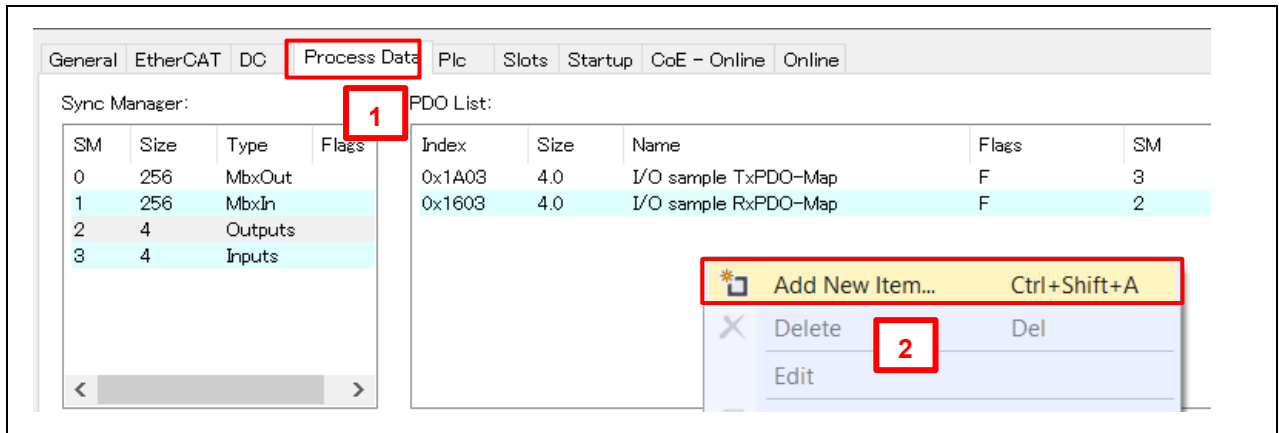 General EtherCAT DC Process Data Plc Slots Startup CoE - Online Online
Sync Manager: PDO List:
1
SM Size Type Flags Index Size Name Flags SM
0 256 MbxOut 0x1A03 4.0 I/O sample TxPDO-Map F 3
1 256 MbxIn 0x1603 4.0 I/O sample RxPDO-Map F 2
2 4 Outputs
3 4 Inputs
Add New Item... Ctrl+Shift+A
Delete Del
2
Edit